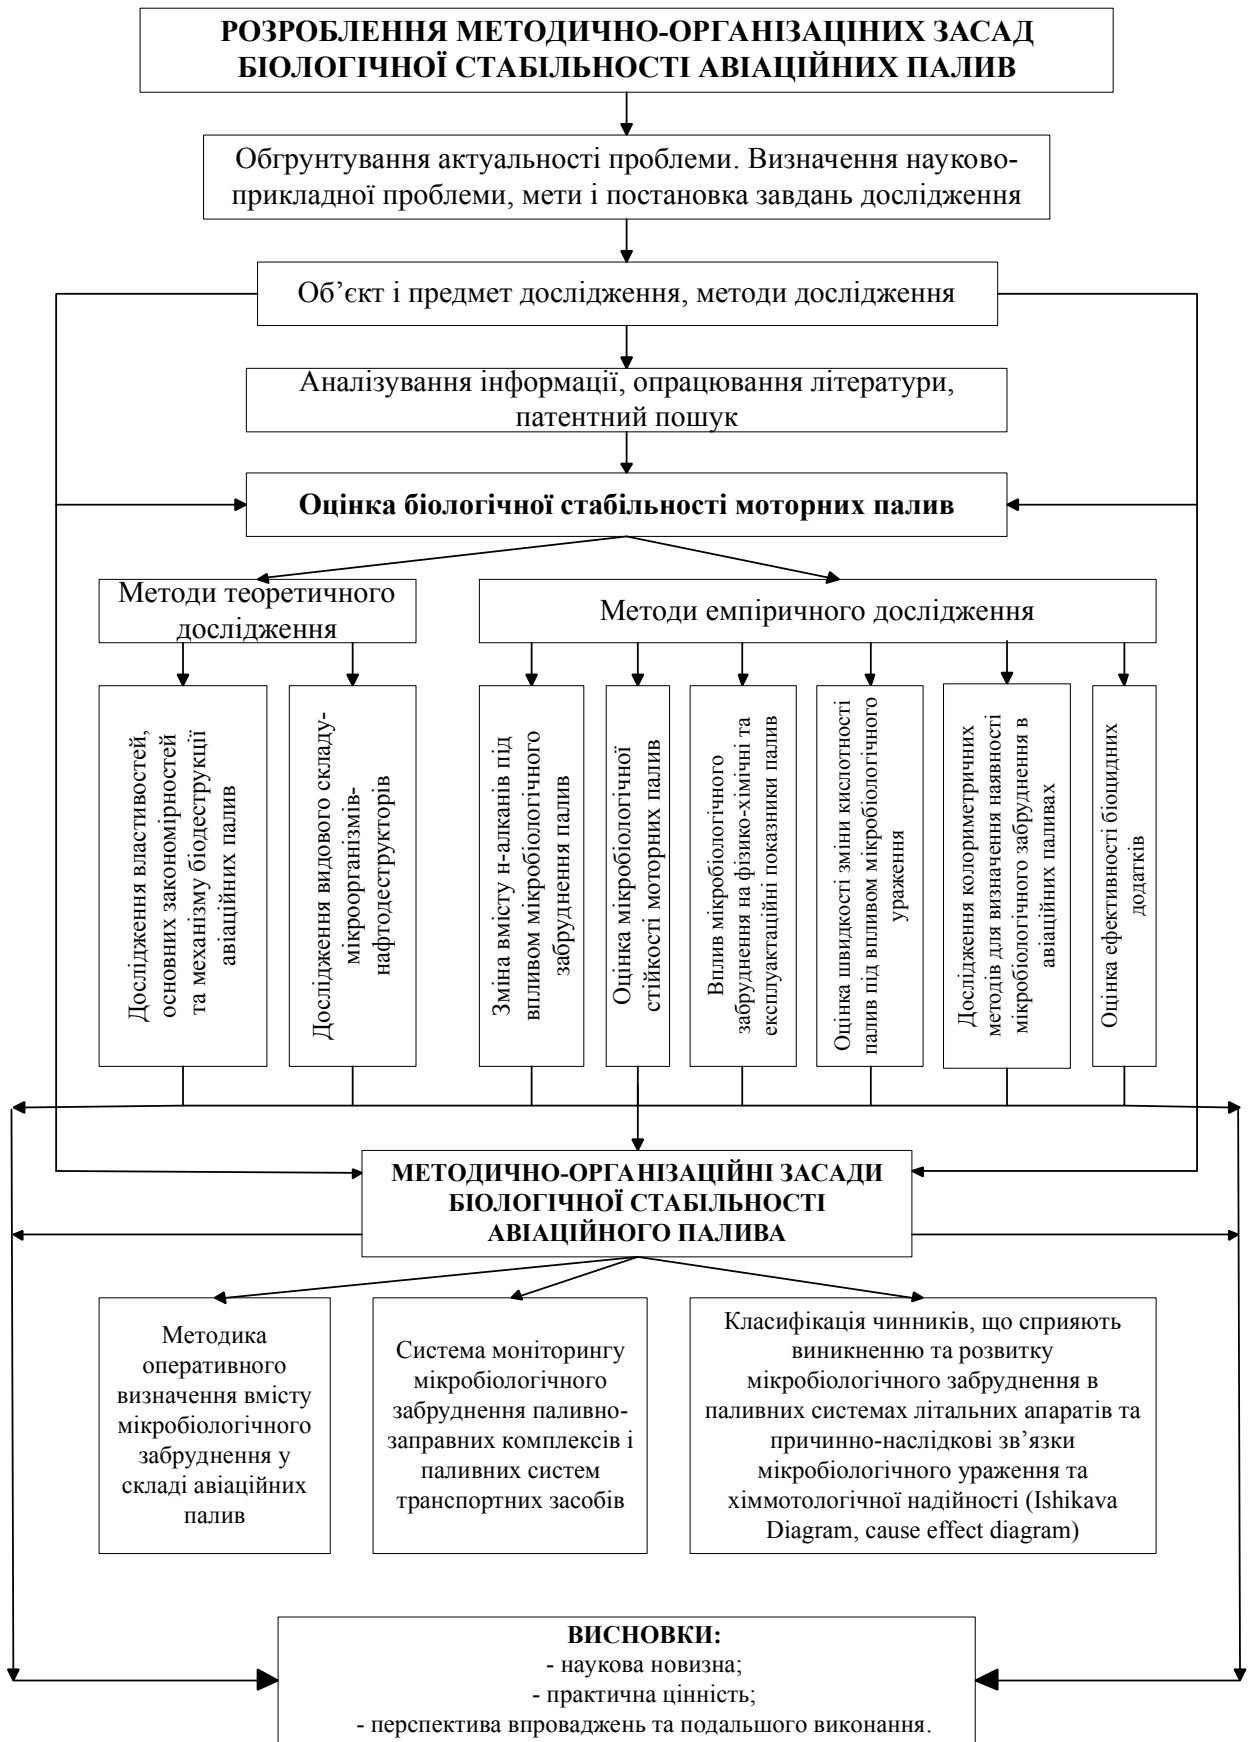 РОЗРОБЛЕННЯ МЕТОДИЧНО-ОРГАНІЗАЦІНИХ ЗАСАД
БІОЛОГІЧНОЇ СТАБІЛЬНОСТІ АВІАЦІЙНИХ ПАЛИВ
Обгрунтування актуальності проблеми. Визначення науково-
прикладної проблеми, мети і постановка завдань дослідження
Об’єкт і предмет дослідження, методи дослідження
Аналізування інформації, опрацювання літератури,
патентний пошук
Оцінка біологічної стабільності моторних палив
Методи теоретичного
дослідження
Методи емпіричного дослідження
Дослідження властивостей,
основних закономірностей
та механізму біодеструкції
авіаційних палив
Дослідження видового складу-
мікроорганізмів-
нафтодеструкторів
Зміна вмісту н-алканів під
впливом мікробіологічного
забруднення палив
Оцінка мікробіологічної
стійкості моторних палив
Вплив мікробіологічного
забруднення на фізико-хімічні та
експлуактаційні показники палив
Оцінка швидкості зміни кислотності
палив під впливом мікробіологічного
ураження
Дослідження колориметричних
методів для визначення наявності
мікробіологічного забруднення в
авіаційних паливах
Оцінка ефективності біоцидних
додатків
МЕТОДИЧНО-ОРГАНІЗАЦІЙНІ ЗАСАДИ
БІОЛОГІЧНОЇ СТАБІЛЬНОСТІ
АВІАЦІЙНОГО ПАЛИВА
Методика
оперативного
визначення вмісту
мікробіологічного
забруднення у
складі авіаційних
палив
Система моніторингу
мікробіологічного
забруднення паливно-
заправних комплексів і
паливних систем
транспортних засобів
Класифікація чинників, що сприяють
виникненню та розвитку
мікробіологічного забруднення в
паливних системах літальних апаратів та
причинно-наслідкові зв’язки
мікробіологічного ураження та
хіммотологічної надійності (Ishikava
Diagram, cause effect diagram)
ВИСНОВКИ:
- наукова новизна;
- практична цінність;
- перспектива впроваджень та подальшого виконання.